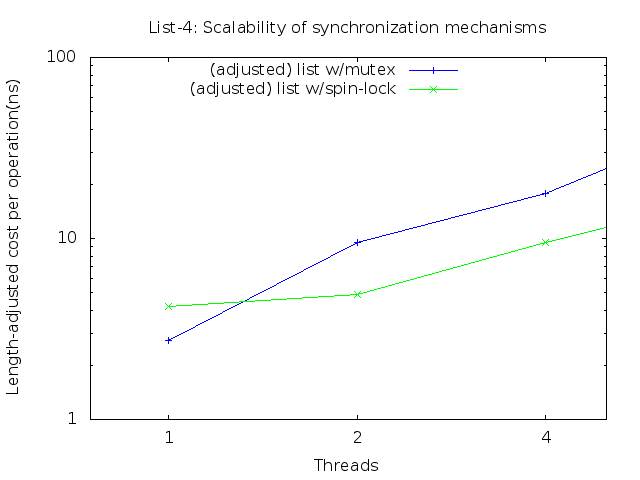 List-4: Scalability of synchronization mechanisms
100
(adjusted) list w/mutex
(adjusted) list w/spin-lock
Length-adjusted cost per operation(ns)
10
1
1 2 4
Threads